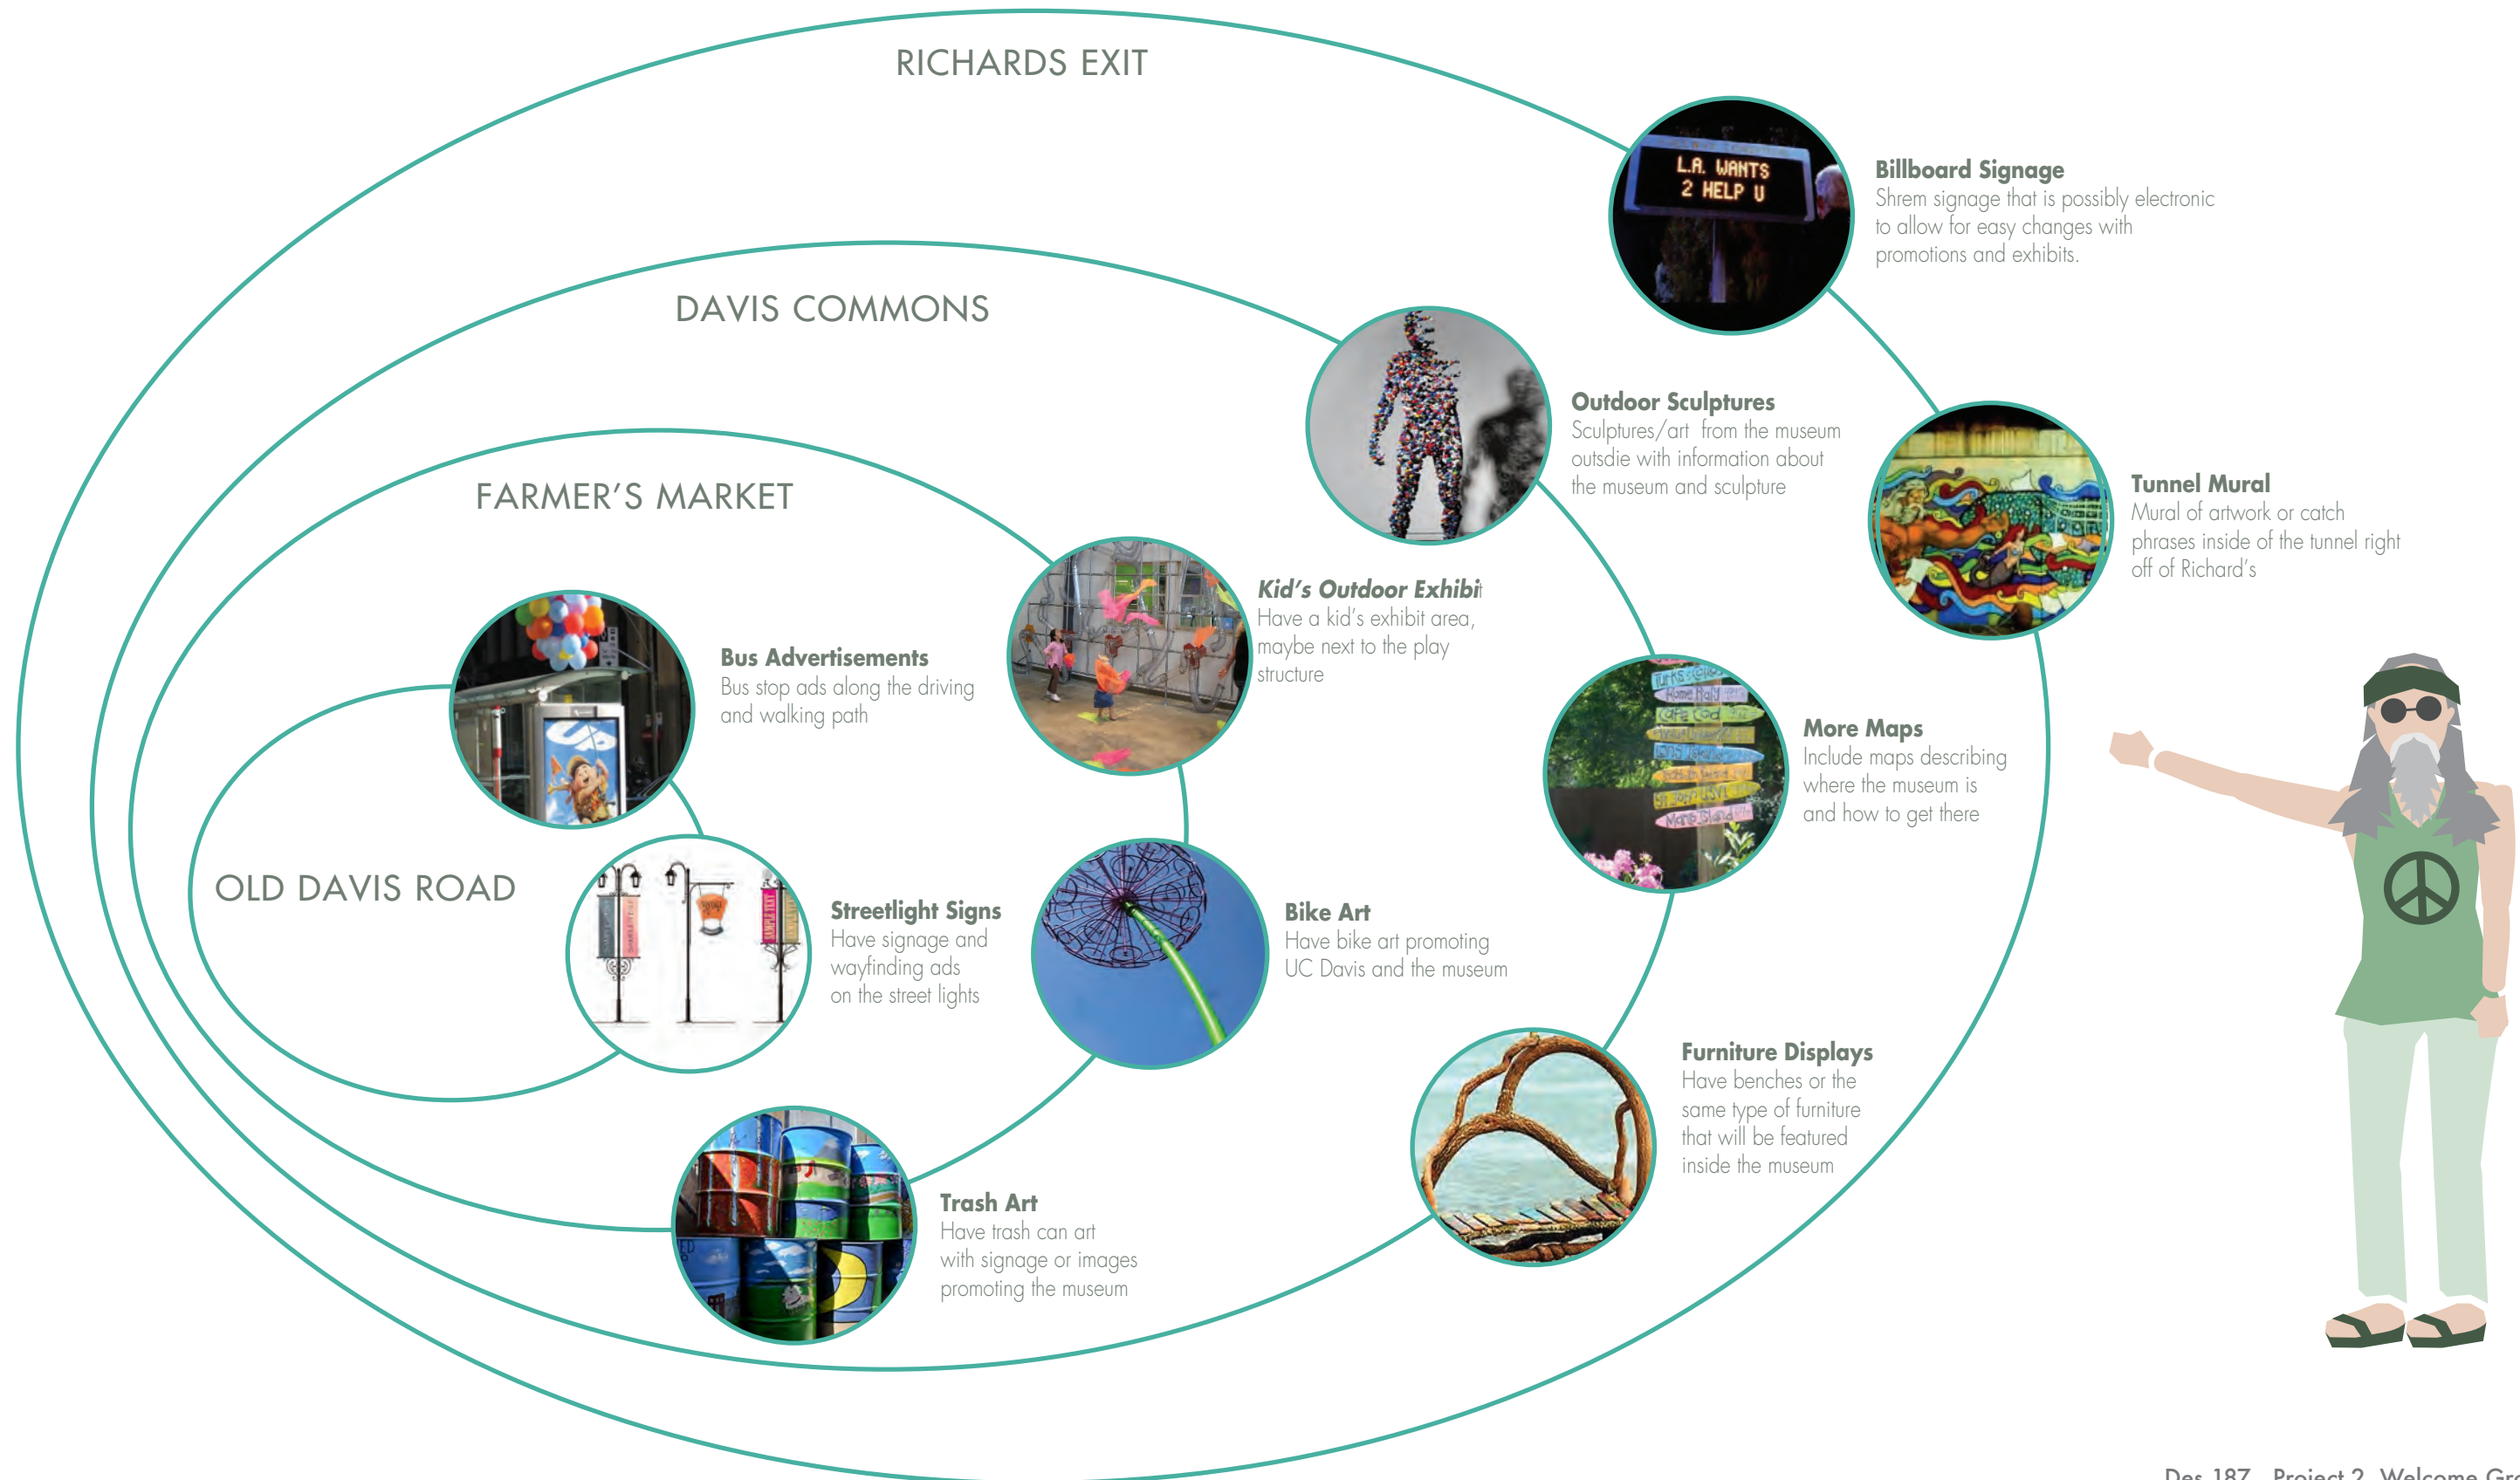 RICHARDS EXIT
L.A. WANTS
2 HELP U
Billboard Signage
Shrem signage that is possibly electronic
to allow for easy changes with
promotions and exhibits.
DAVIS COMMONS
Outdoor Sculptures
Sculptures/art from the museum
outsdie with information about
the museum and sculpture
Tunnel Mural
Mural of artwork or catch
phrases inside of the tunnel right
off of Richard's
FARMER'S MARKET
Kid's Outdoor Exhibit
Have a kid's exhibit area,
maybe next to the play
structure
Bus Advertisements
Bus stop ads along the driving
and walking path
UP
More Maps
Include maps describing
where the museum is
and how to get there
Cape Cod
OLD DAVIS ROAD
Streetlight Signs
Have signage and
wayfinding ads
on the street lights
SAMPLE TEXT
Bike Art
Have bike art promoting
UC Davis and the museum
Furniture Displays
Have benches or the
same type of furniture
that will be featured
inside the museum
Trash Art
Have trash can art
with signage or images
promoting the museum
Des 187 Project 2 Welcome